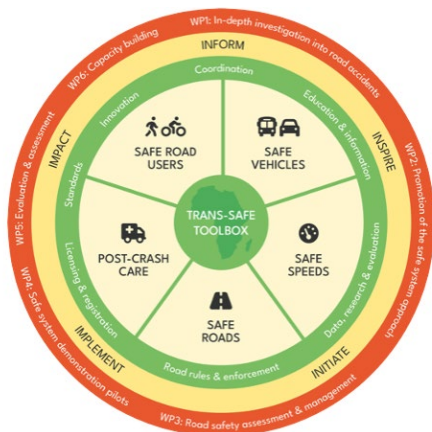 WP1: In-depth investigation into road accidents
WP2: Promotion of the safe system approach
WP3: Road safety assessment & management
WP4: Safe system demonstration pilots
WP5: Evaluation & assessment
WP6: Capacity building
INFORM
INSPIRE
INITIATE
IMPLEMENT
IMPACT
Coordination
Education & information
Data, research & evaluation
Road rules & enforcement
Licensing & registration
Standards
Innovation
SAFE ROAD
USERS
SAFE
VEHICLES
SAFE
SPEEDS
SAFE
ROADS
POST-CRASH
CARE
TRANS-SAFE
TOOLBOX